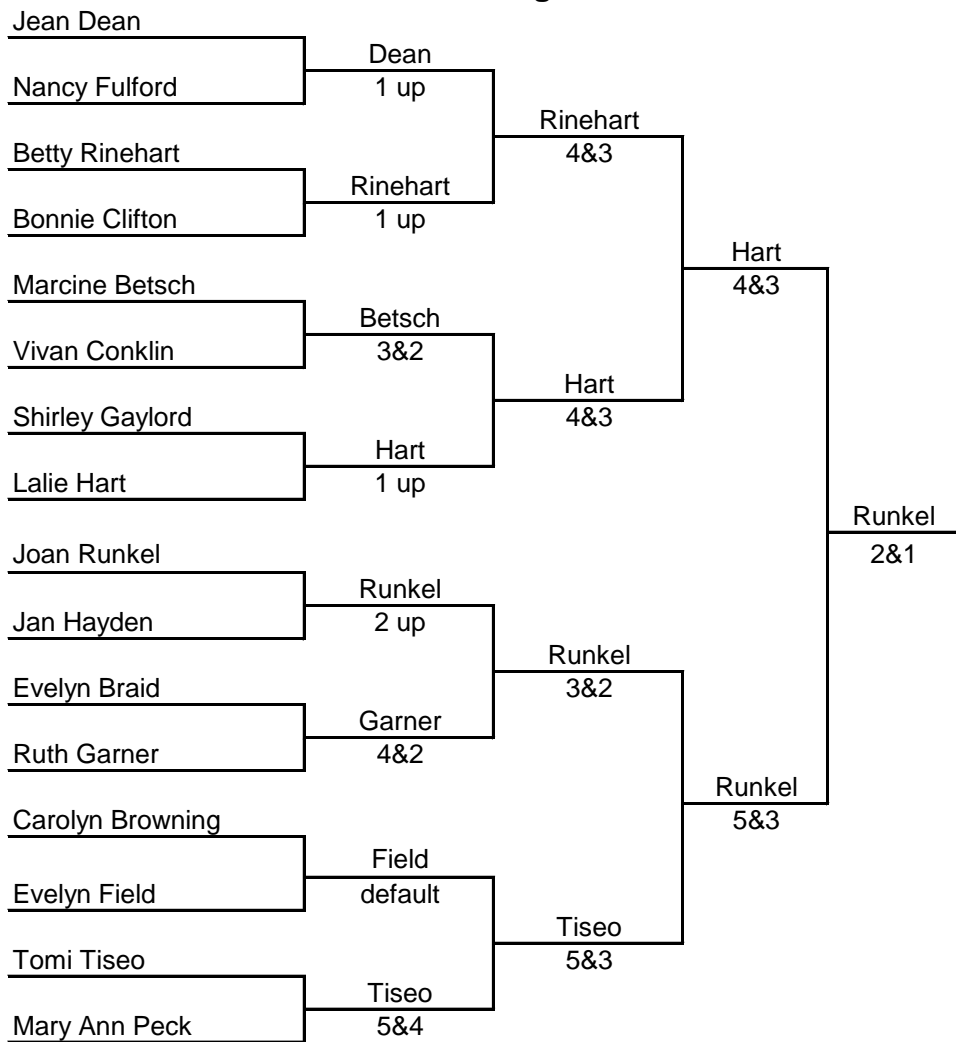 Jean Dean
Nancy Fulford
Betty Rinehart
Bonnie Clifton
Marcine Betsch
Vivan Conklin
Shirley Gaylord
Lalie Hart
Joan Runkel
Jan Hayden
Evelyn Braid
Ruth Garner
Carolyn Browning
Evelyn Field
Tomi Tiseo
Mary Ann Peck
Dean
1 up
Rinehart
1 up
Betsch
3&2
Hart
1 up
Runkel
2 up
Garner
4&2
Field
default
Tiseo
5&4
Rinehart
4&3
Hart
4&3
Runkel
3&2
Tiseo
5&3
Hart
4&3
Runkel
5&3
Runkel
2&1